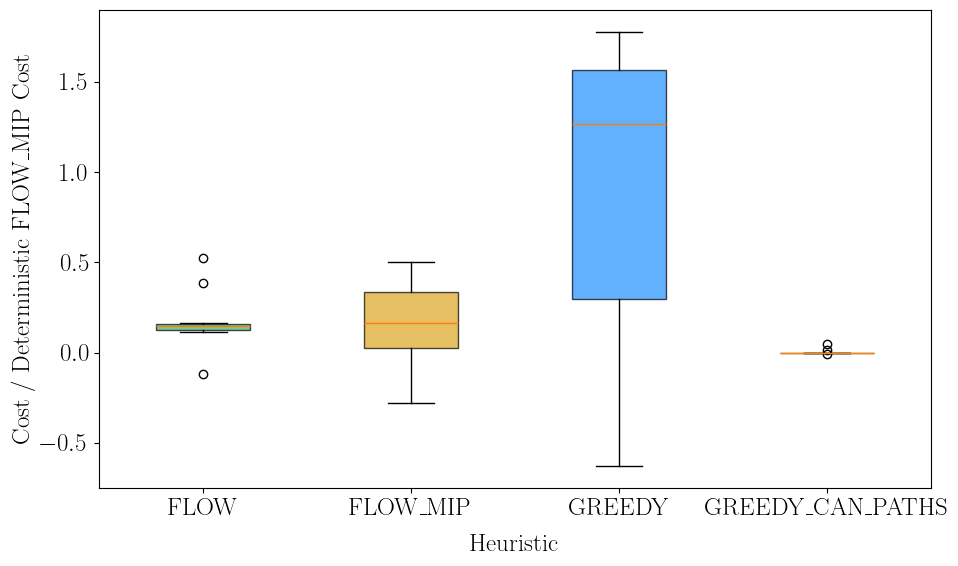 Cost / Deterministic FLOW_MIP Cost
1.5
1.0
0.5
0.0
−0.5
FLOW
FLOW_MIP
GREEDY
GREEDY_CAN_PATHS
Heuristic